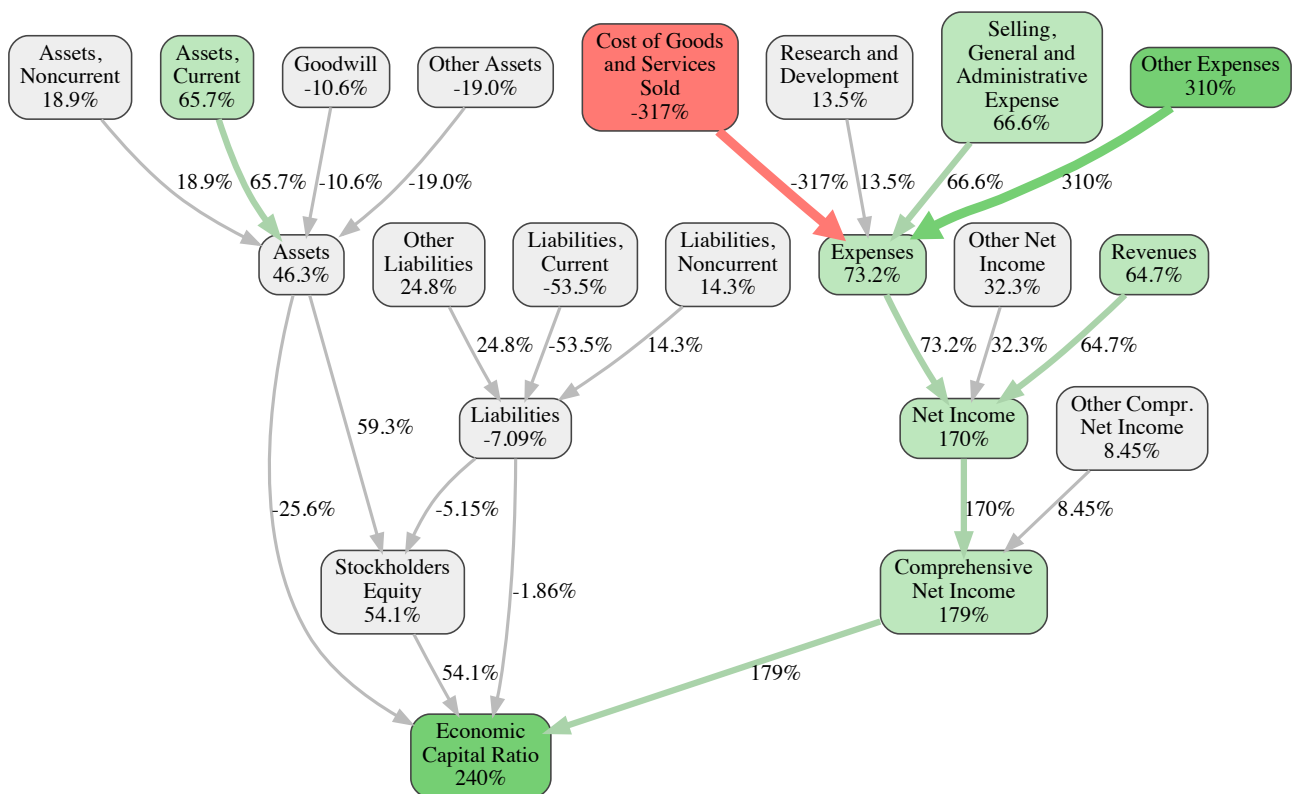 Assets,
Noncurrent
18.9%
Assets,
Current
65.7%
Goodwill
-10.6%
Other Assets
-19.0%
Cost of Goods
and Services
Sold
-317%
Research and
Development
13.5%
Selling,
General and
Administrative
Expense
66.6%
Other Expenses
310%
18.9%
65.7%
-10.6%
-19.0%
-317%
13.5%
66.6%
310%
Assets
46.3%
Other
Liabilities
24.8%
Liabilities,
Current
-53.5%
Liabilities,
Noncurrent
14.3%
Expenses
73.2%
Other Net
Income
32.3%
Revenues
64.7%
24.8%
-53.5%
14.3%
73.2%
32.3%
64.7%
59.3%
Liabilities
-7.09%
Net Income
170%
Other Compr.
Net Income
8.45%
-25.6%
-5.15%
170%
8.45%
Stockholders
Equity
54.1%
-1.86%
Comprehensive
Net Income
179%
54.1%
179%
Economic
Capital Ratio
240%